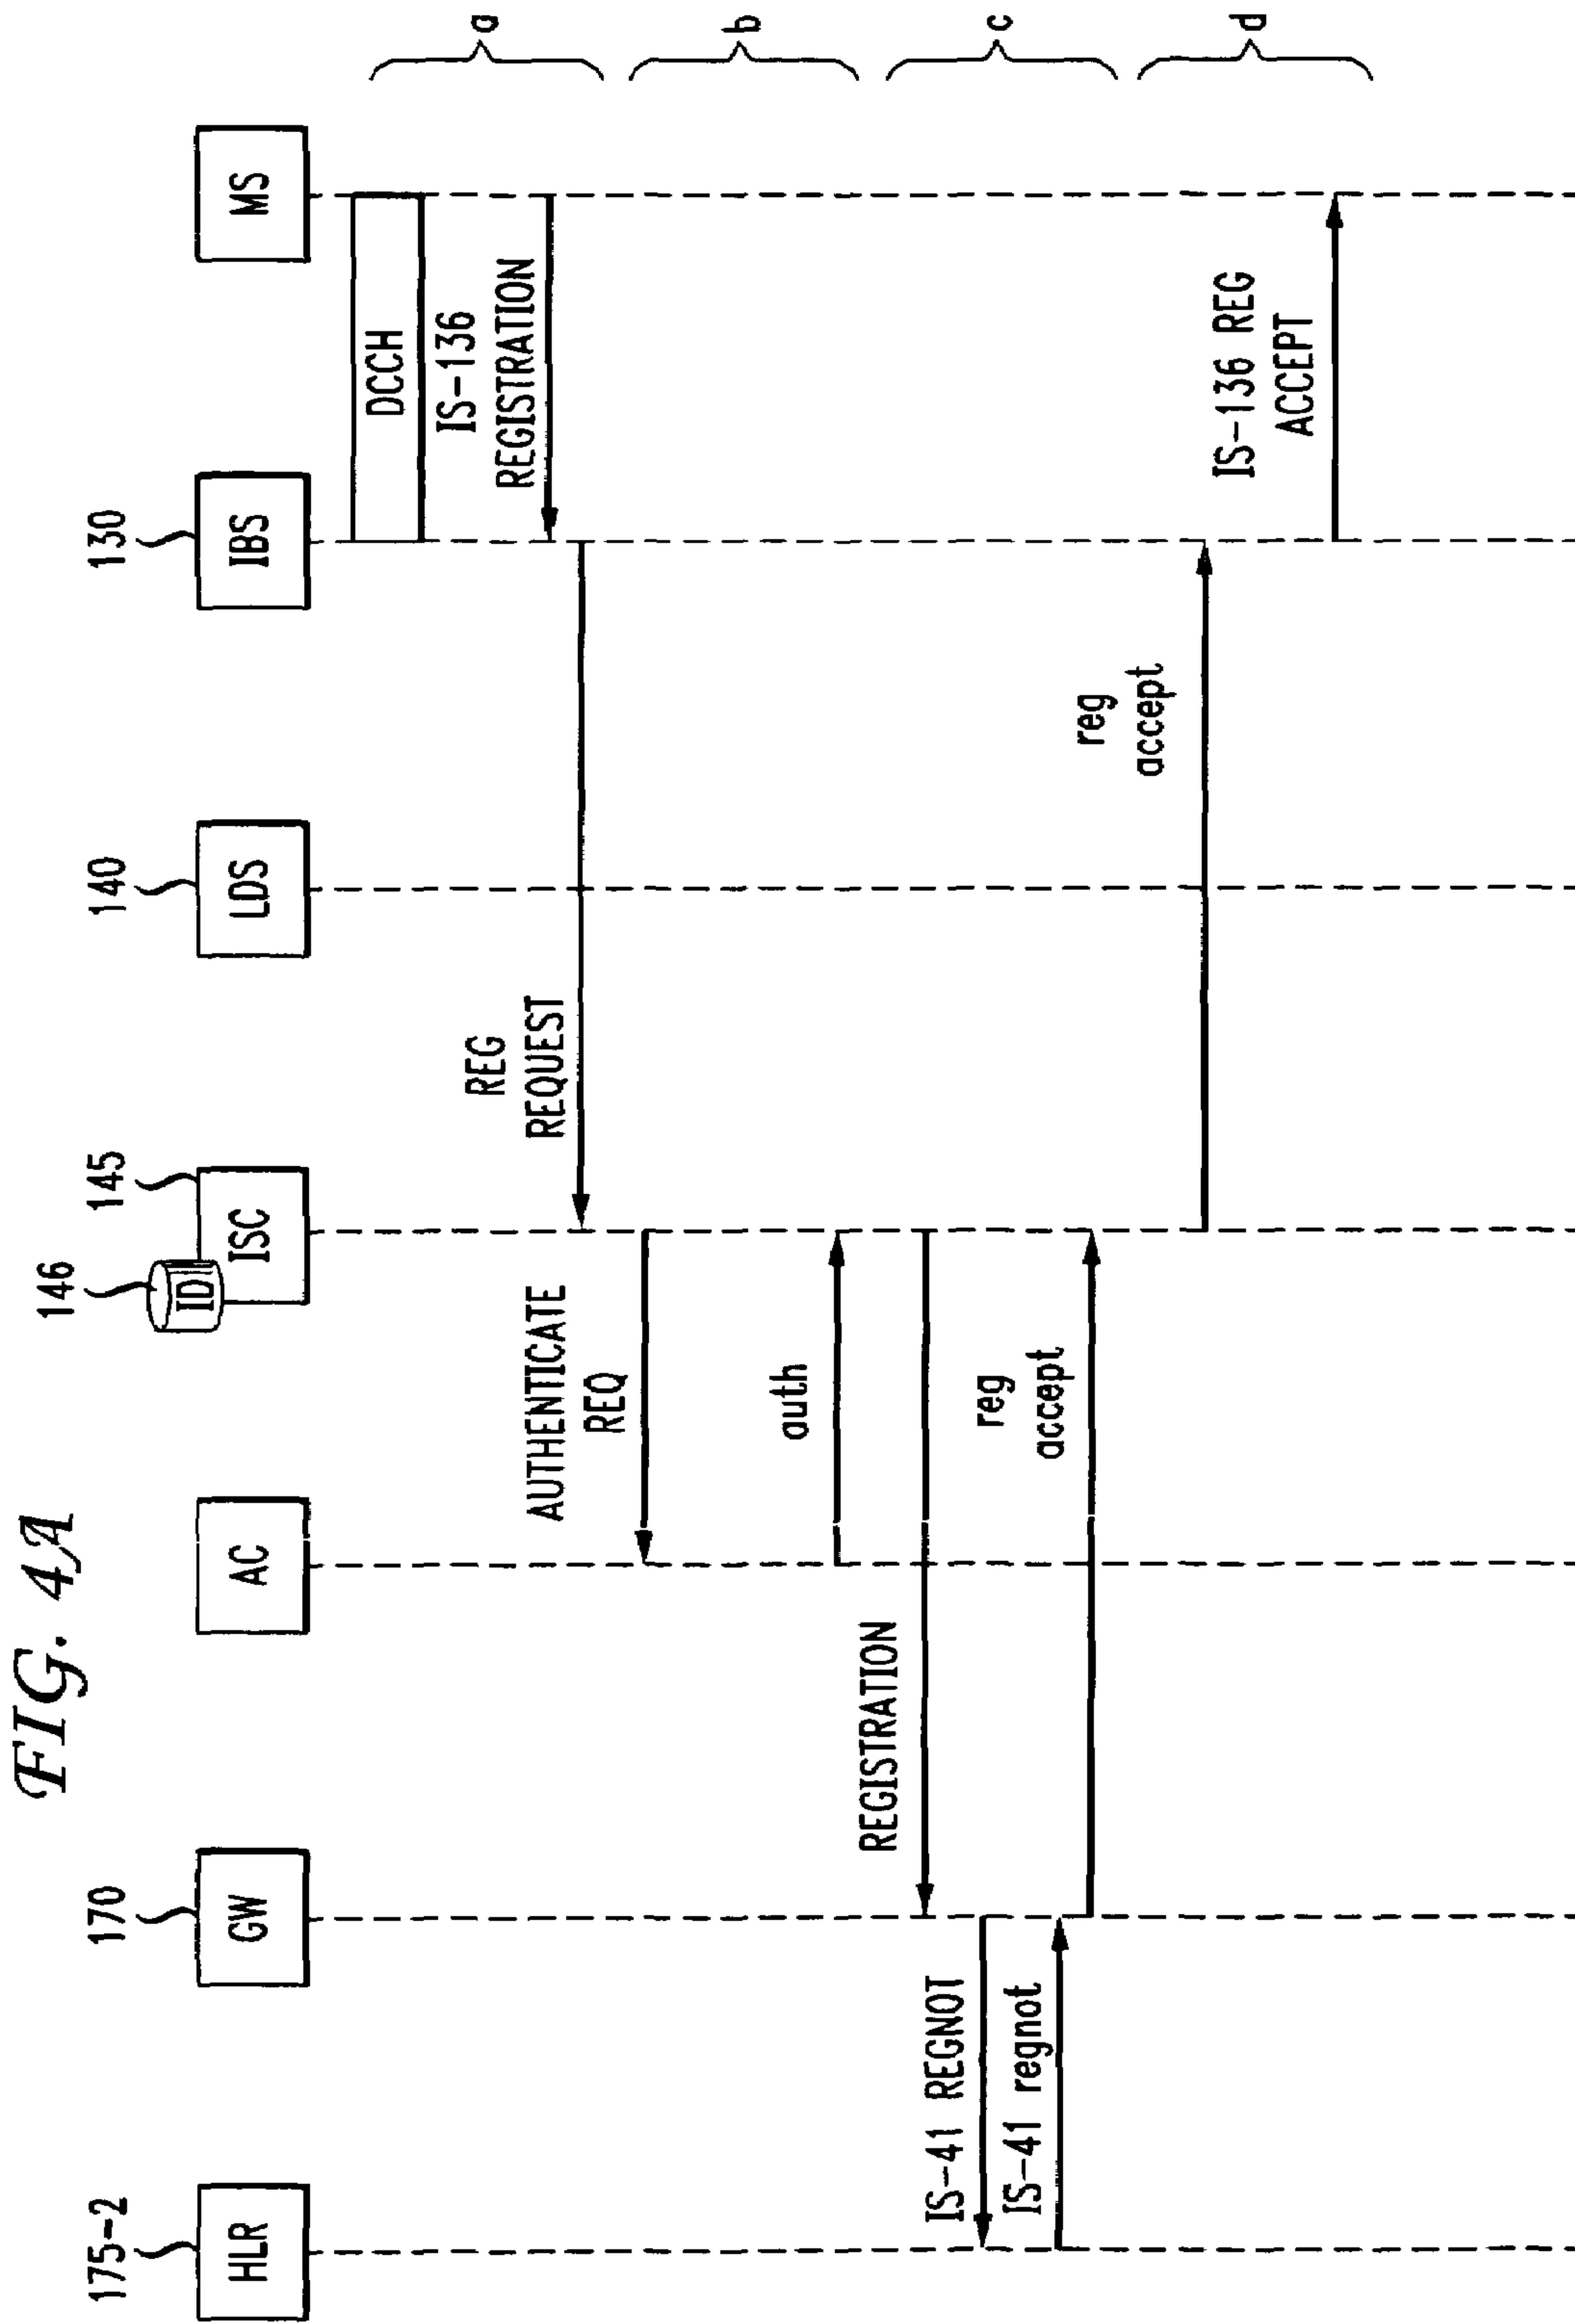 FIG. 4A
175-2
170
146
145
140
130
HLR
GW
AC
ID
ISC
LDS
IBS
MS
DCCH
IS-136
REGISTRATION
REG
REQUEST
a
AUTHENTICATE
REQ
auth
b
REGISTRATION
IS-41 REGNOT
IS-41 regnot
reg
accept
c
reg
accept
IS-136 REG
ACCEPT
d